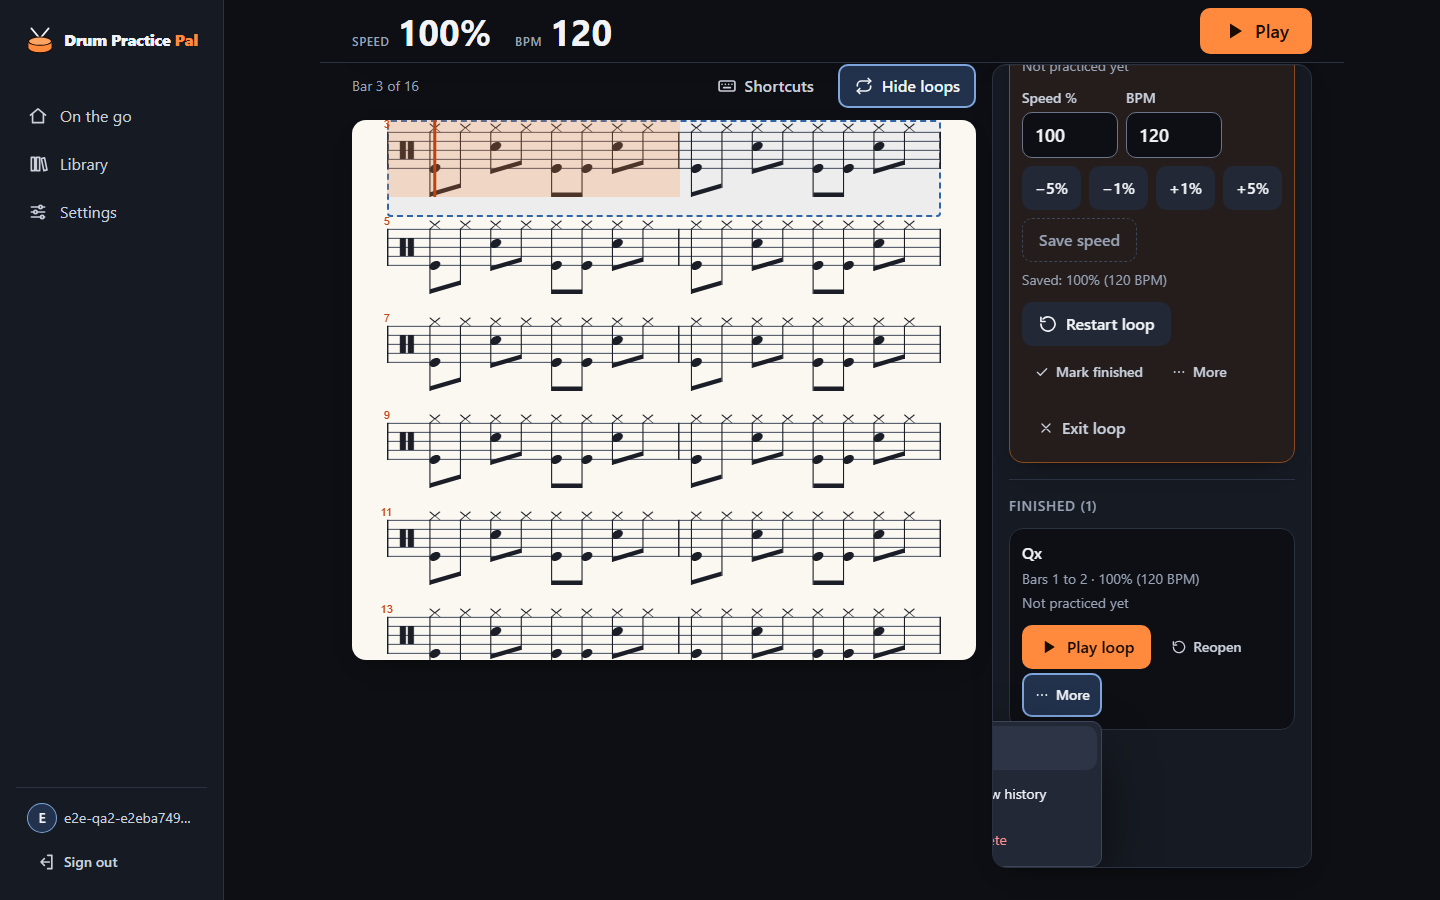 Drum Practice Pal
On the go
Library
Settings
E e2e-qa2-e2eba749...
Sign out
SPEED 100% BPM 120
Play
Bar 3 of 16
Shortcuts
Hide loops
5
7
9
11
13
Not practiced yet
Speed % BPM
100 120
−5% −1% +1% +5%
Save speed
Saved: 100% (120 BPM)
Restart loop
Mark finished
··· More
Exit loop
FINISHED (1)
Qx
Bars 1 to 2 · 100% (120 BPM)
Not practiced yet
Play loop
Reopen
··· More
history